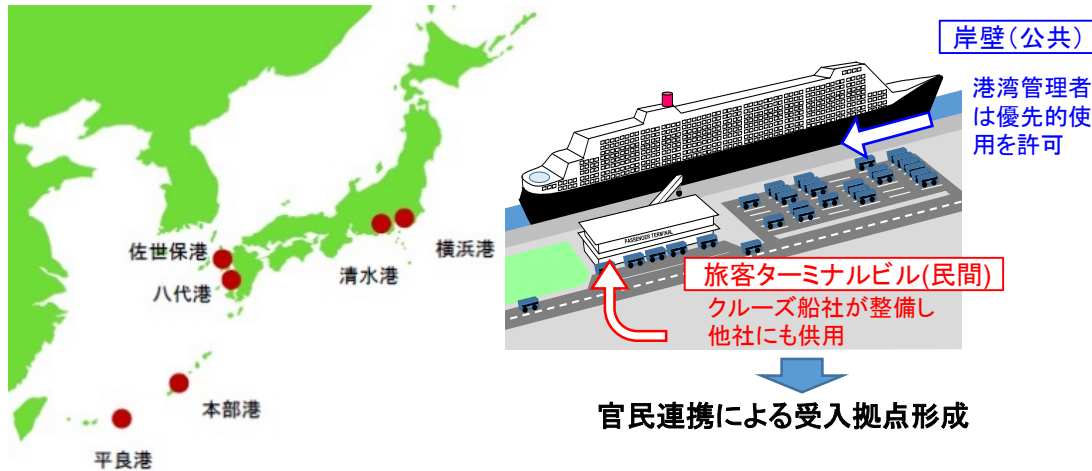 佐世保港
八代港
清水港
横浜港
本部港
平良港
岸壁(公共)
港湾管理者
は優先的使
用を許可
PASSENGER TERMINAL
旅客ターミナルビル(民間)
クルーズ船社が整備し
他社にも供用
官民連携による受入拠点形成